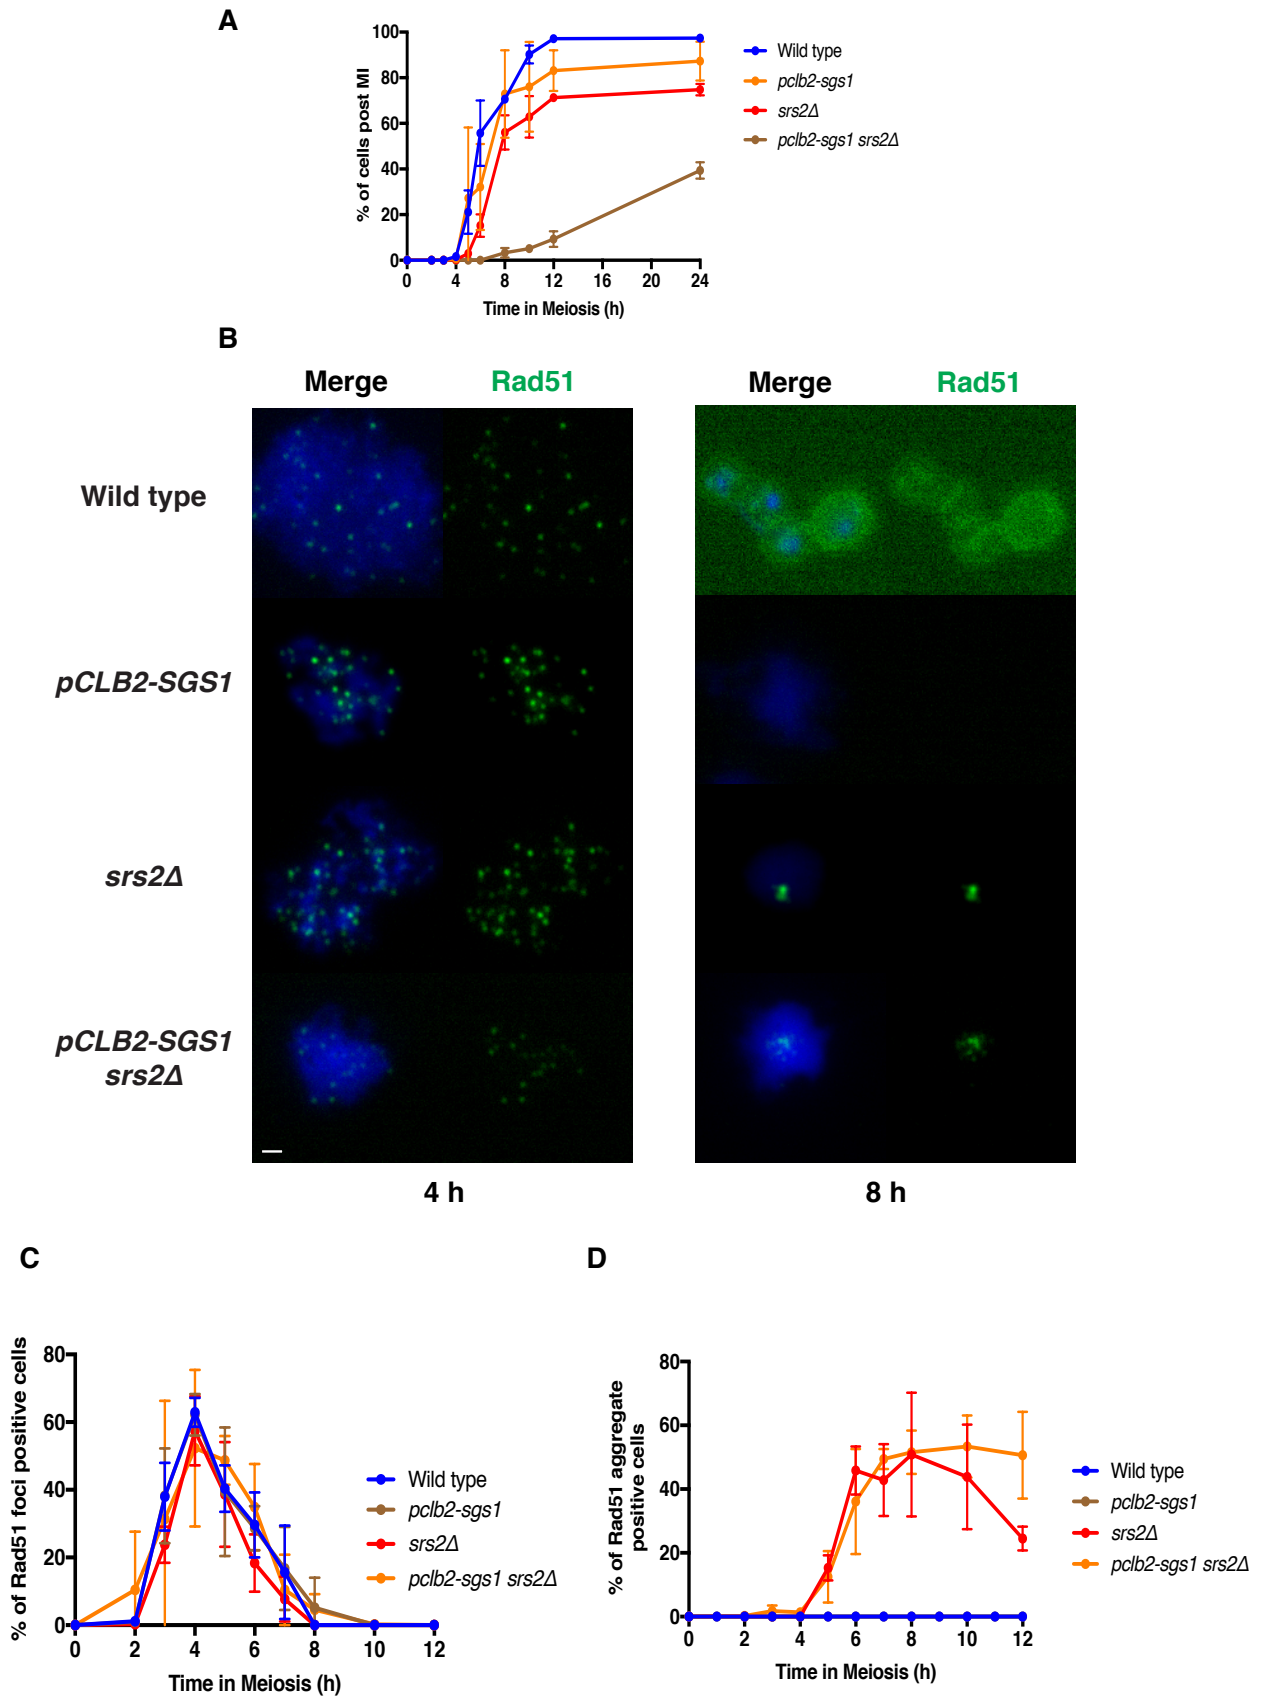 A
100
80
60
40
20
0
% of cells post MI
0 4 8 12 16 20 24
Time in Meiosis (h)
Wild type
pclb2-sgs1
srs2Δ
pclb2-sgs1 srs2Δ
B
Merge Rad51 Merge Rad51
Wild type
pCLB2-SGS1
srs2Δ
pCLB2-SGS1
srs2Δ
4 h 8 h
C
80
60
40
20
0
% of Rad51 foci positive cells
0 2 4 6 8 10 12
Time in Meiosis (h)
Wild type
pclb2-sgs1
srs2Δ
pclb2-sgs1 srs2Δ
D
80
60
40
20
0
% of Rad51 aggregate
positive cells
0 2 4 6 8 10 12
Time in Meiosis (h)
Wild type
pclb2-sgs1
srs2Δ
pclb2-sgs1 srs2Δ